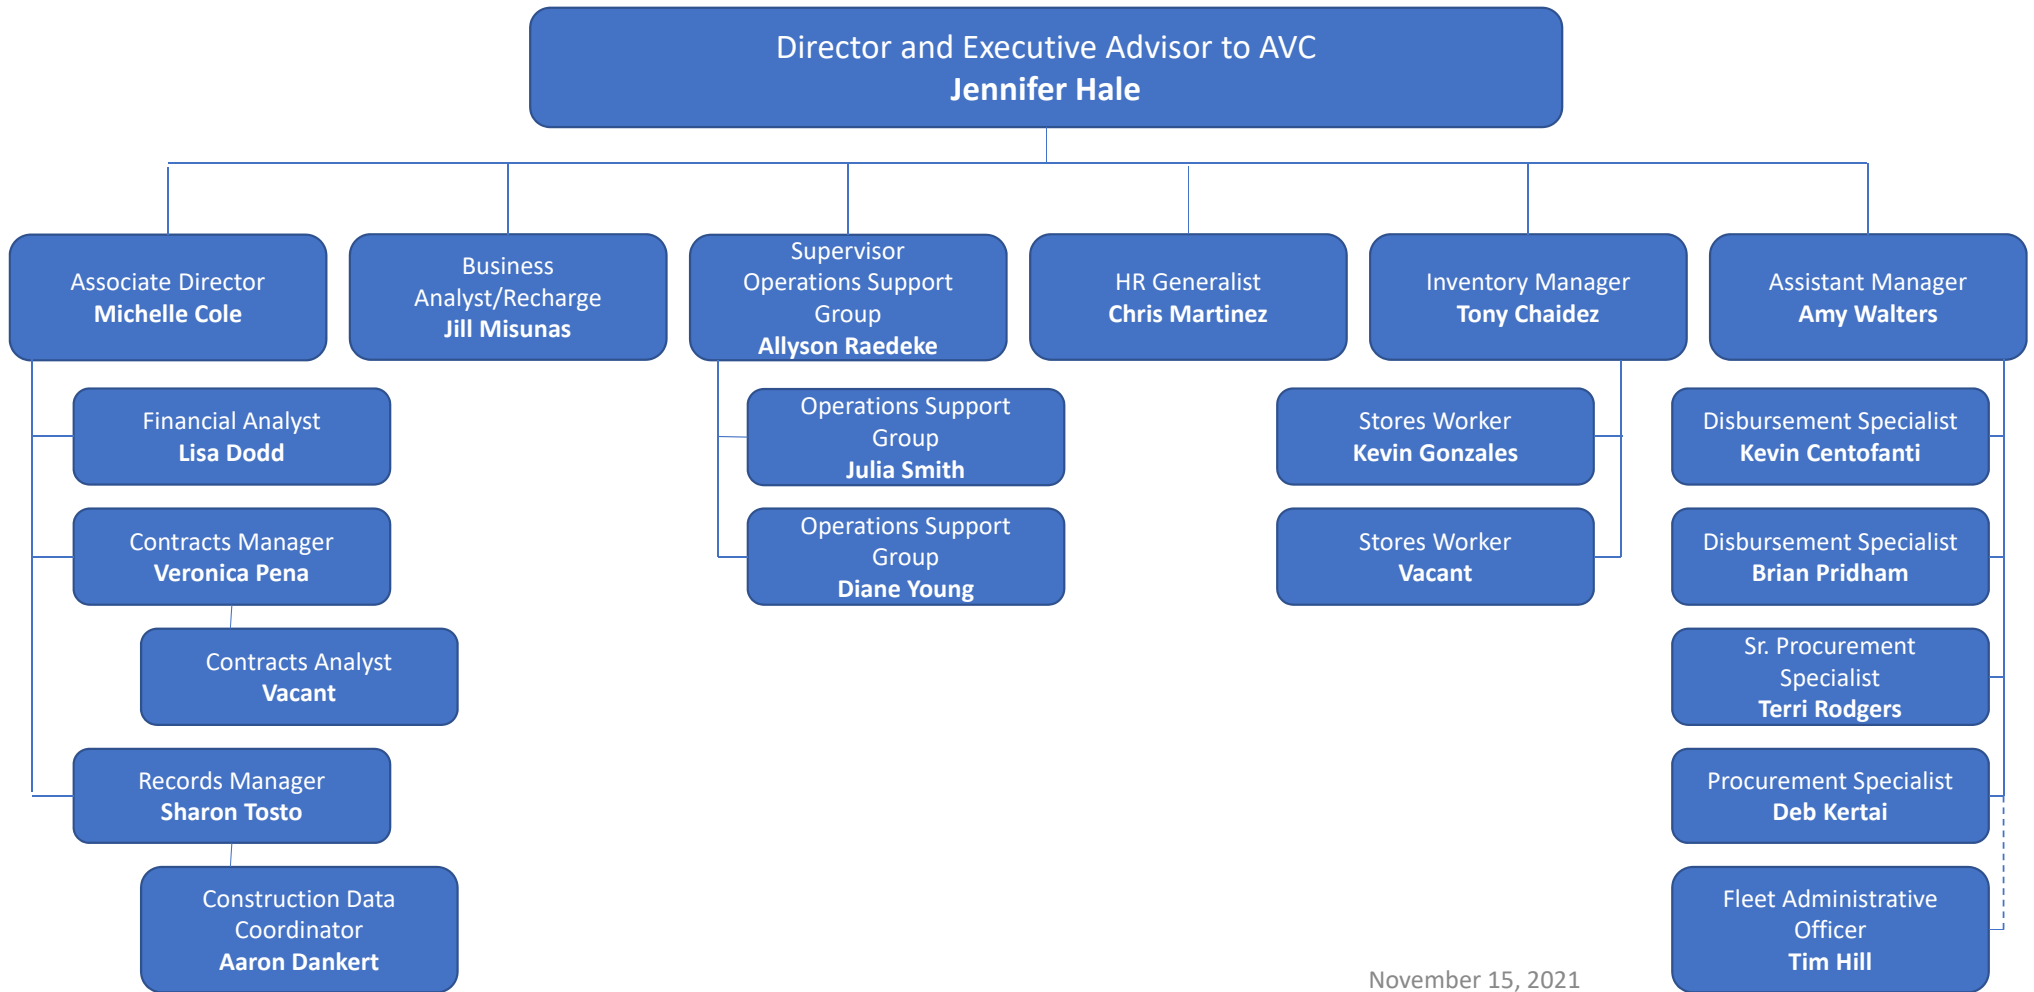 Director and Executive Advisor to AVC
Jennifer Hale
Associate Director
Michelle Cole
Business
Analyst/Recharge
Jill Misunas
Supervisor
Operations Support
Group
Allyson Raedeke
HR Generalist
Chris Martinez
Inventory Manager
Tony Chaidez
Assistant Manager
Amy Walters
Financial Analyst
Lisa Dodd
Operations Support
Group
Julia Smith
Stores Worker
Kevin Gonzales
Disbursement Specialist
Kevin Centofanti
Contracts Manager
Veronica Pena
Operations Support
Group
Diane Young
Stores Worker
Vacant
Disbursement Specialist
Brian Pridham
Contracts Analyst
Vacant
Sr. Procurement
Specialist
Terri Rodgers
Records Manager
Sharon Tosto
Procurement Specialist
Deb Kertai
Construction Data
Coordinator
Aaron Dankert
Fleet Administrative
Officer
Tim Hill
November 15, 2021